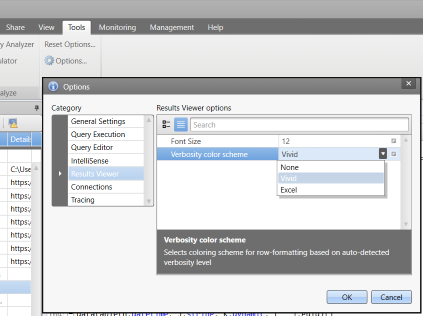 Share View Tools Monitoring Management Help
y Analyzer Reset Options...
ulator Options...
alyze
Options
Category
General Settings
Query Execution
Query Editor
IntelliSense
Results Viewer
Connections
Tracing
Results Viewer options
Search
Font Size 12
Verbosity color scheme Vivid
None
Vivid
Excel
Verbosity color scheme
Selects coloring scheme for row-formatting based on auto-detected
verbosity level
OK Cancel
Details
C:\Use
https:/
https:/
https:/
https:/
https:/
https:/
https:/